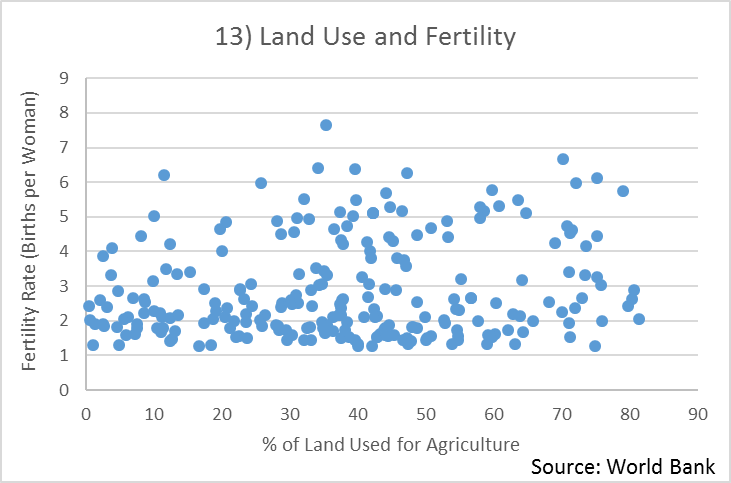 13) Land Use and Fertility
Fertility Rate (Births per Woman)
9
8
7
6
5
4
3
2
1
0
0 10 20 30 40 50 60 70 80 90
% of Land Used for Agriculture
Source: World Bank